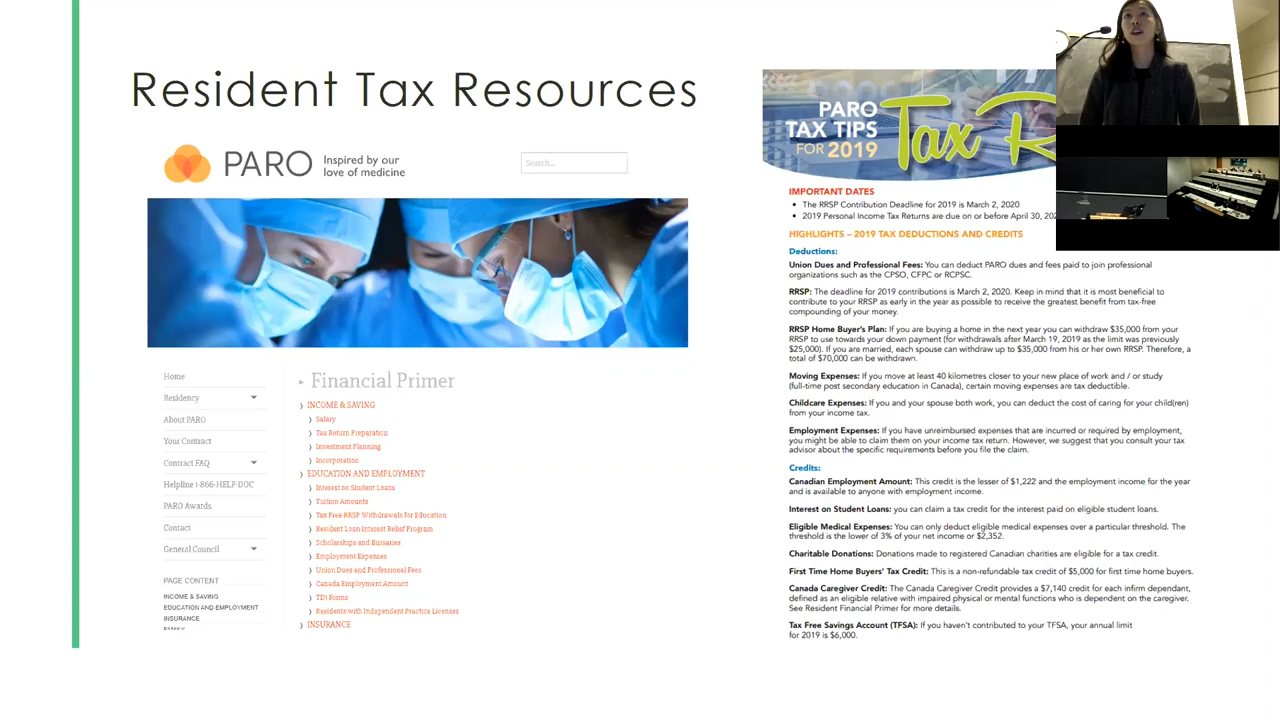 Resident Tax Resources
PARO
Inspired by our
love of medicine
Search...
Home
Residency
About PARO
Your Contract
Contract FAQ
Helpline 1-866-HELP-DOC
PARO Awards
Contact
General Council
PAGE CONTENT
INCOME & SAVING
EDUCATION AND EMPLOYMENT
INSURANCE
FAMILY
Financial Primer
INCOME & SAVING
Salary
Tax Return Preparation
Investment Planning
Incorporation
EDUCATION AND EMPLOYMENT
Interest on Student Loans
Tuition Amounts
Tax Free RRSP Withdrawals for Education
Resident Loan Interest Relief Program
Scholarships and Bursaries
Employment Expenses
Union Dues and Professional Fees
Canada Employment Amount
TD1 Forms
Residents with Independent Practice Licenses
INSURANCE
PARO
TAX TIPS
FOR 2019
Tax R
IMPORTANT DATES
• The RRSP Contribution Deadline for 2019 is March 2, 2020
• 2019 Personal Income Tax Returns are due on or before April 30,
HIGHLIGHTS – 2019 TAX DEDUCTIONS AND CREDITS
Deductions:
Union Dues and Professional Fees: You can deduct PARO dues and fees paid to join professional
organizations such as the CPSO, CFPC or RCPSC.
RRSP: The deadline for 2019 contributions is March 2, 2020. Keep in mind that it is most beneficial to
contribute to your RRSP as early in the year as possible to receive the greatest benefit from tax-free
compounding of your money.
RRSP Home Buyer's Plan: If you are buying a home in the next year you can withdraw $35,000 from your
RRSP to use towards your down payment (for withdrawals after March 19, 2019 as the limit was previously
$25,000). If you are married, each spouse can withdraw up to $35,000 from his or her own RRSP. Therefore, a
total of $70,000 can be withdrawn.
Moving Expenses: If you move at least 40 kilometres closer to your new place of work and / or study
(full-time post secondary education in Canada), certain moving expenses are tax deductible.
Childcare Expenses: If you and your spouse both work, you can deduct the cost of caring for your child(ren)
from your income tax.
Employment Expenses: If you have unreimbursed expenses that are incurred or required by employment,
you might be able to claim them on your income tax return. However, we suggest that you consult your tax
advisor about the specific requirements before you file the claim.
Credits:
Canadian Employment Amount: This credit is the lesser of $1,222 and the employment income for the year
and is available to anyone with employment income.
Interest on Student Loans: you can claim a tax credit for the interest paid on eligible student loans.
Eligible Medical Expenses: You can only deduct eligible medical expenses over a particular threshold. The
threshold is the lower of 3% of your net income or $2,352.
Charitable Donations: Donations made to registered Canadian charities are eligible for a tax credit.
First Time Home Buyers' Tax Credit: This is a non-refundable tax credit of $5,000 for first time home buyers.
Canada Caregiver Credit: The Canada Caregiver Credit provides a $7,140 credit for each infirm dependant,
defined as an eligible relative with impaired physical or mental functions who is dependent on the caregiver.
See Resident Financial Primer for more details.
Tax Free Savings Account (TFSA): If you haven't contributed to your TFSA, your annual limit
for 2019 is $6,000.